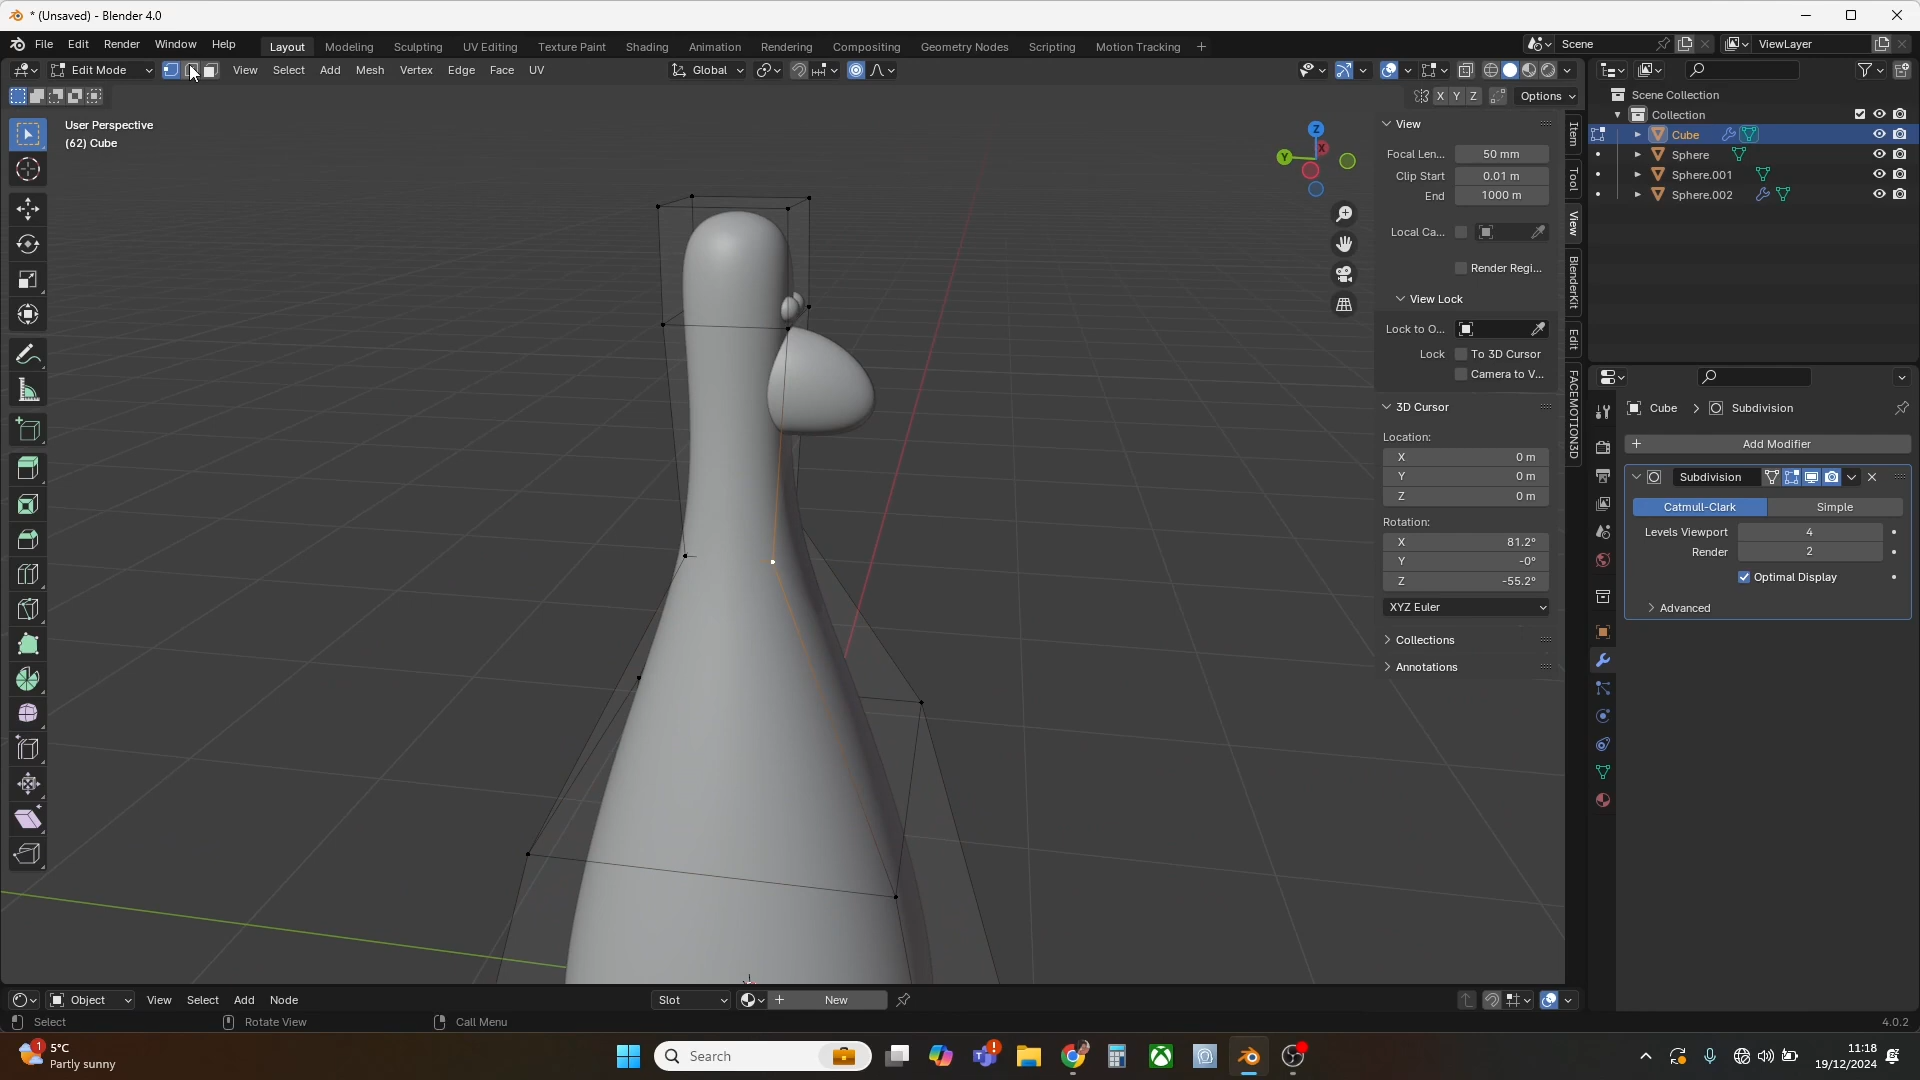 * (Unsaved) - Blender 4.0
File Edit Render Window Help Layout Modeling Sculpting UV Editing Texture Paint Shading Animation Rendering Compositing Geometry Nodes Scripting Motion Tracking + Scene ViewLayer
Edit Mode View Select Add Mesh Vertex Edge Face UV Global
X Y Z Options
User Perspective
(62) Cube
Z
Y
X
View
Focal Len... 50 mm
Clip Start 0.01 m
End 1000 m
Local Ca...
Render Regi...
View Lock
Lock to O...
Lock To 3D Cursor
Camera to V...
3D Cursor
Location:
X 0 m
Y 0 m
Z 0 m
Rotation:
X 81.2°
Y -0°
Z -55.2°
XYZ Euler
Collections
Annotations
Item
Tool
View
BlenderKit
Edit
FACEMOTION3D
Scene Collection
Collection
Cube
Sphere
Sphere.001
Sphere.002
Cube > Subdivision
+ Add Modifier
Subdivision
Catmull-Clark Simple
Levels Viewport 4
Render 2
Optimal Display
Advanced
Object View Select Add Node Slot + New
Select Rotate View Call Menu 4.0.2
1
5°C
Partly sunny
Search
11:18
19/12/2024